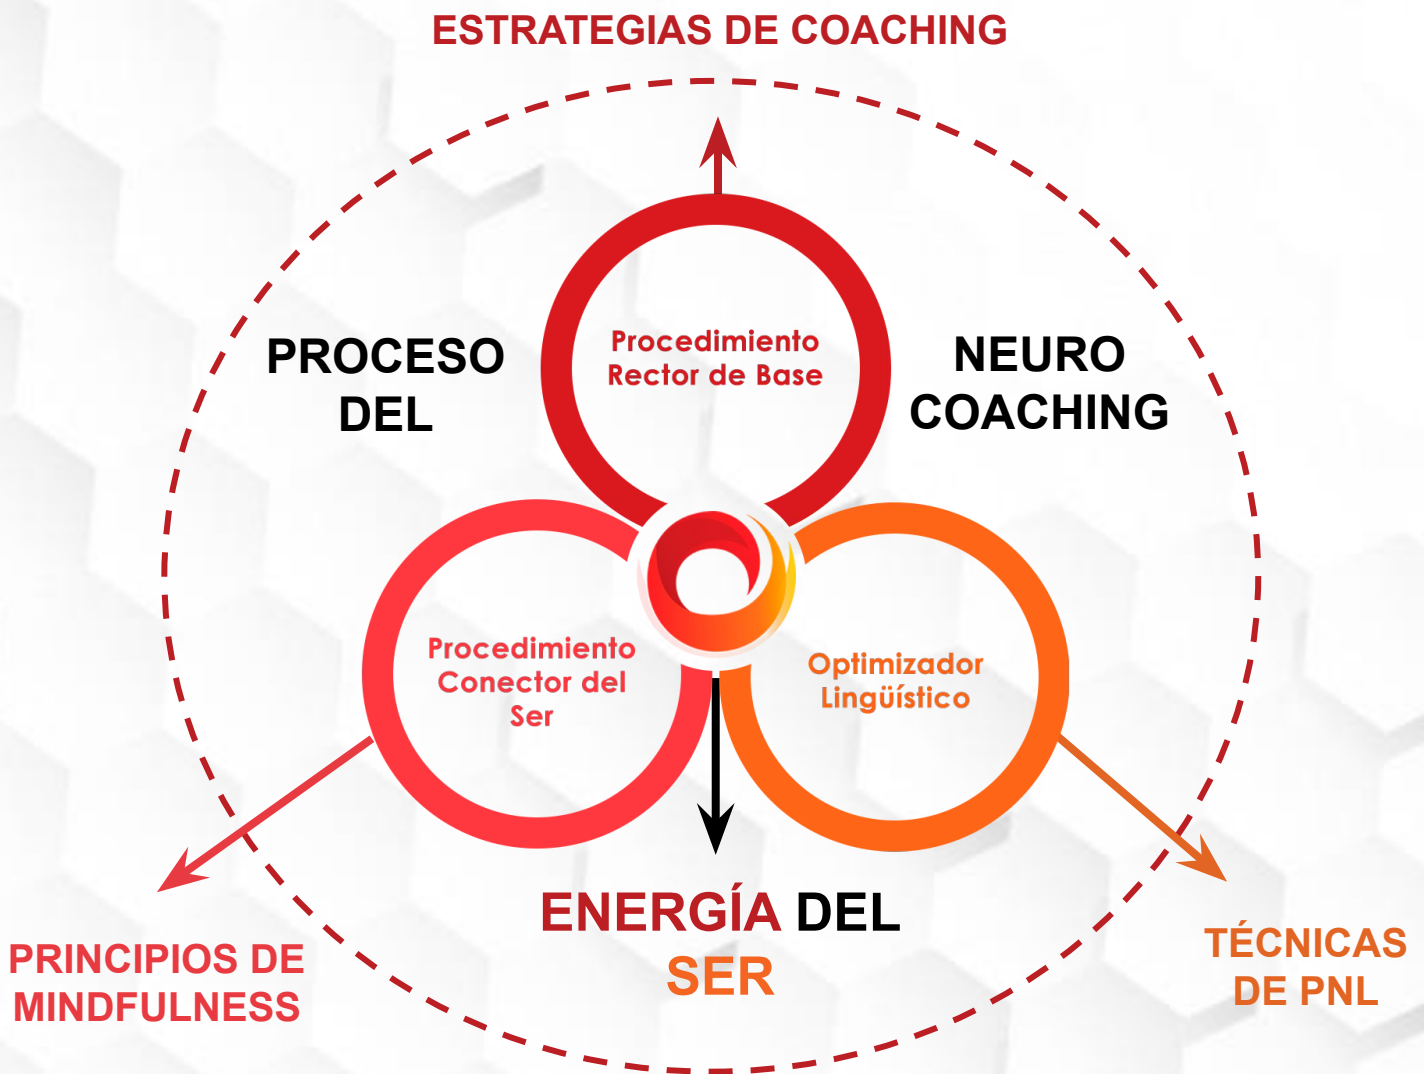 ESTRATEGIAS DE COACHING
Procedimiento
Rector de Base
PROCESO
DEL
NEURO
COACHING
Procedimiento
Conector del
Ser
Optimizador
Lingüístico
ENERGÍA DEL
SER
PRINCIPIOS DE
MINDFULNESS
TÉCNICAS
DE PNL